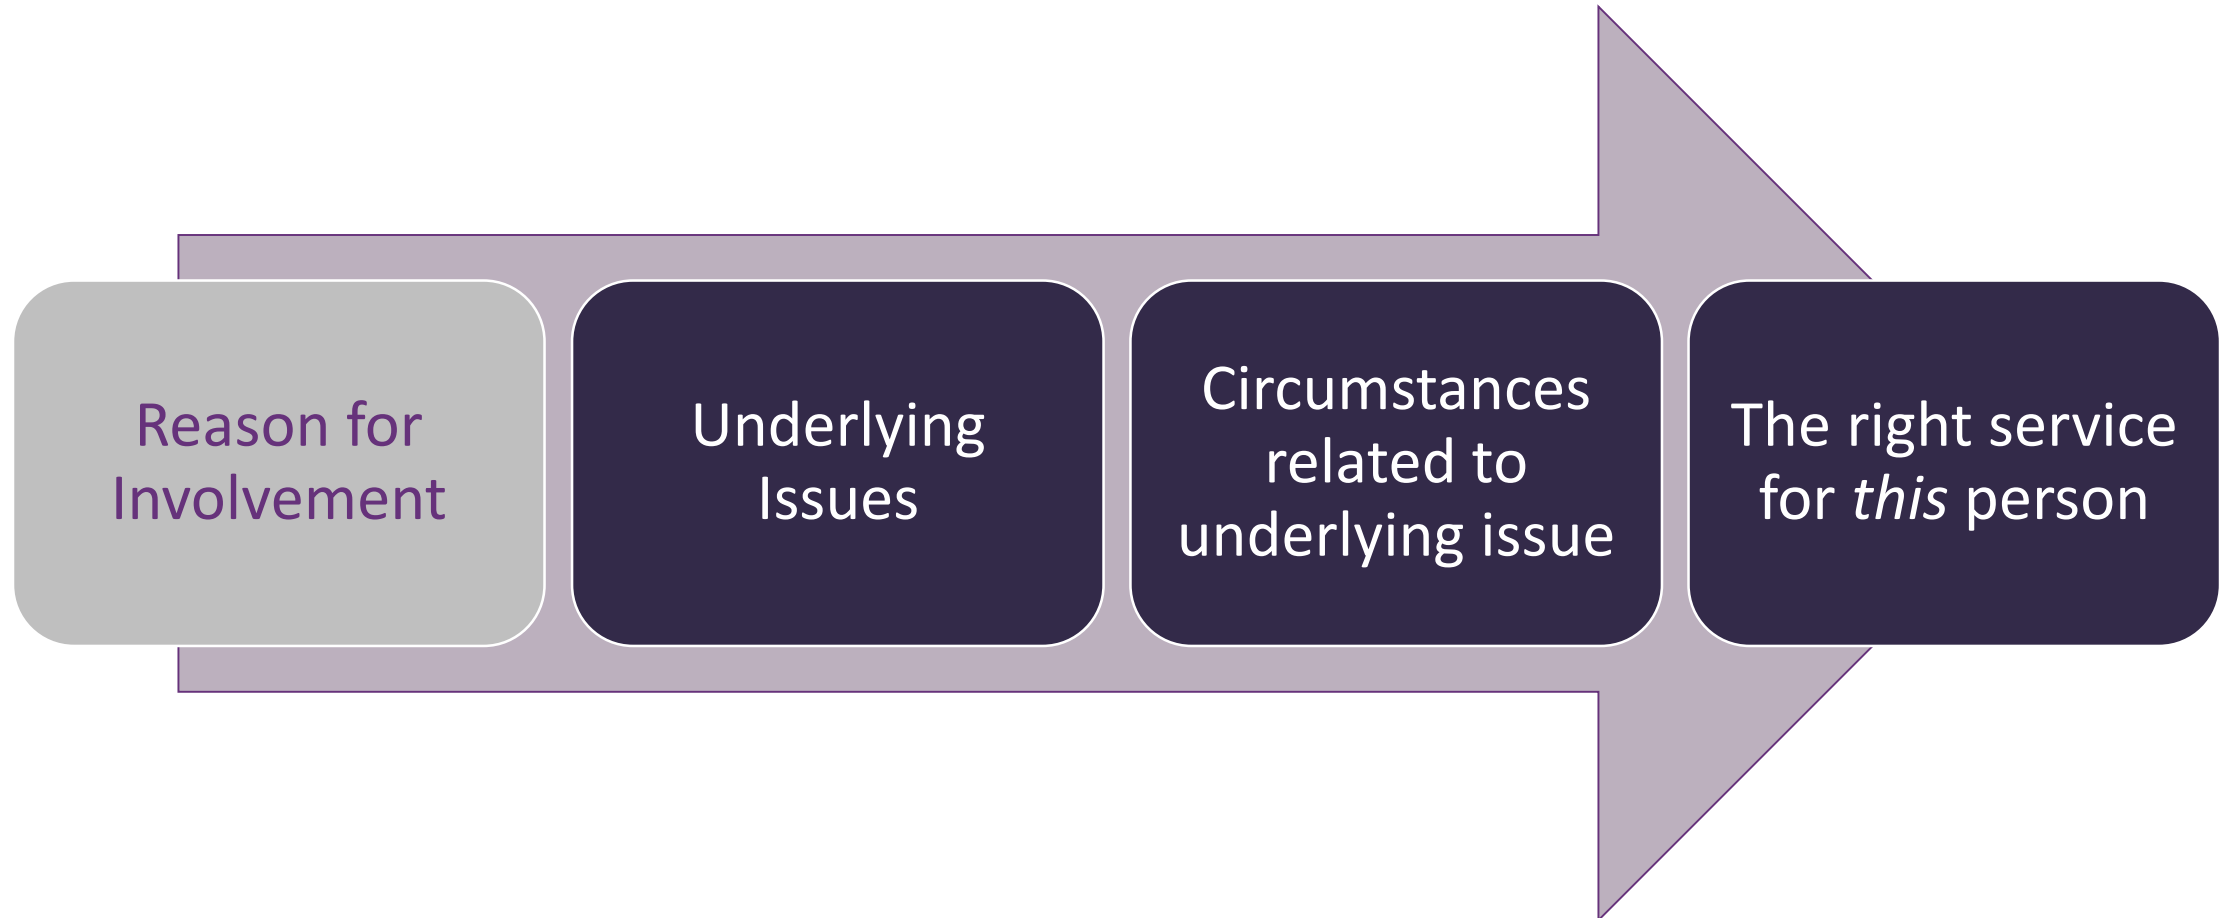 Reason for
Involvement
Underlying
Issues
Circumstances
related to
underlying issue
The right service
for this person